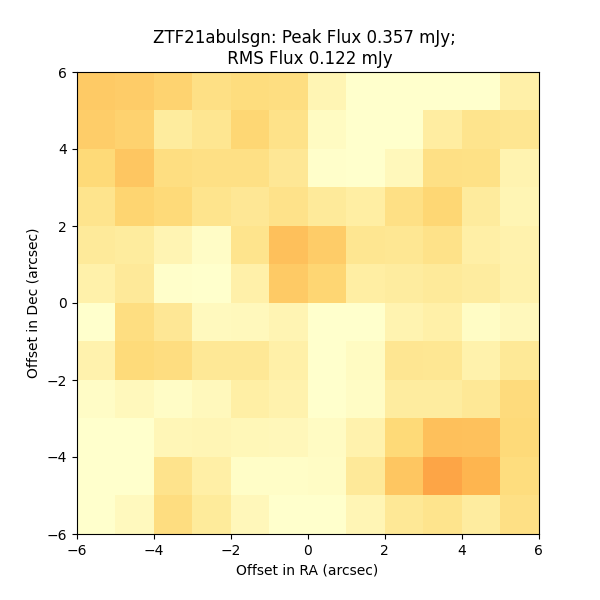 ZTF21abulsgn: Peak Flux 0.357 mJy;
RMS Flux 0.122 mJy
6
4
2
0
−2
−4
−6
Offset in Dec (arcsec)
−6 −4 −2 0 2 4 6
Offset in RA (arcsec)